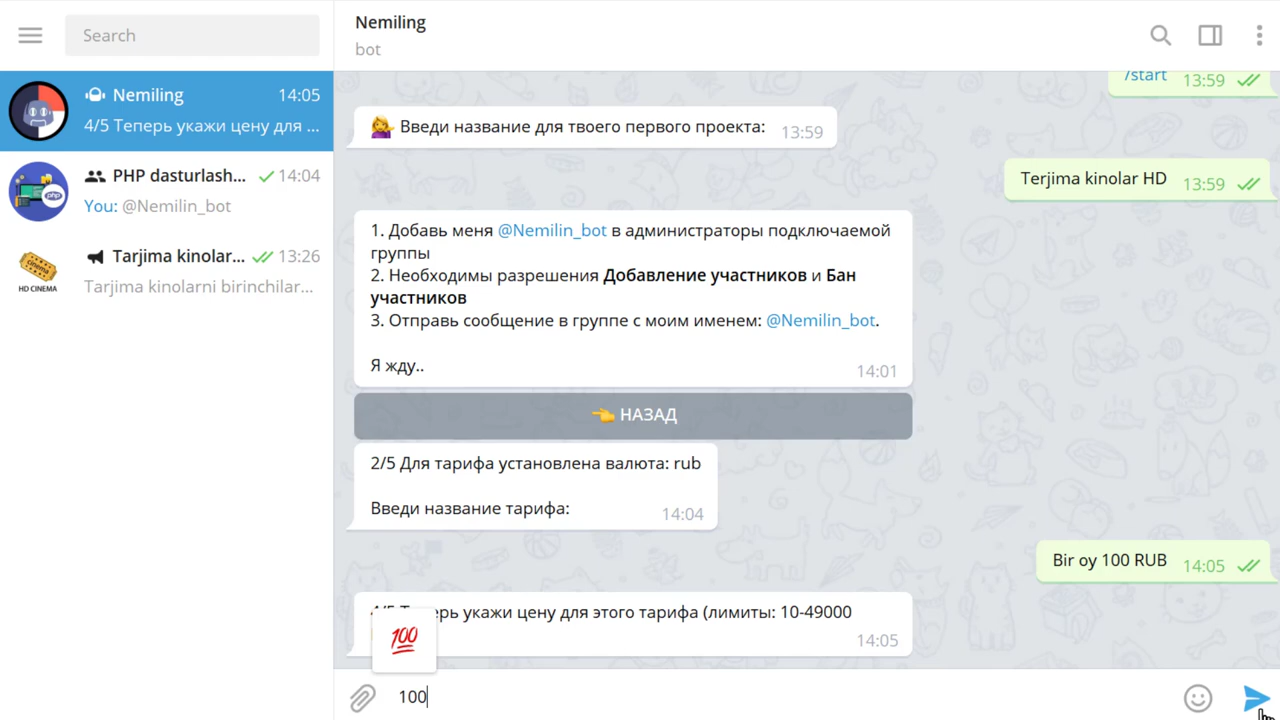 Search
Nemiling
bot
Nemiling 14:05
4/5 Теперь укажи цену для ...
PHP dasturlash... 14:04
You: @Nemilin_bot
Tarjima kinolar... 13:26
Tarjima kinolarni birinchilar...
HD CINEMA
/start 13:59
Введи название для твоего первого проекта: 13:59
Terjima kinolar HD 13:59
1. Добавь меня @Nemilin_bot в администраторы подключаемой
группы
2. Необходимы разрешения Добавление участников и Бан
участников
3. Отправь сообщение в группе с моим именем: @Nemilin_bot.
Я жду.. 14:01
НАЗАД
2/5 Для тарифа установлена валюта: rub
Введи название тарифа: 14:04
Bir oy 100 RUB 14:05
укажи цену для этого тарифа (лимиты: 10-49000
14:05
100
100